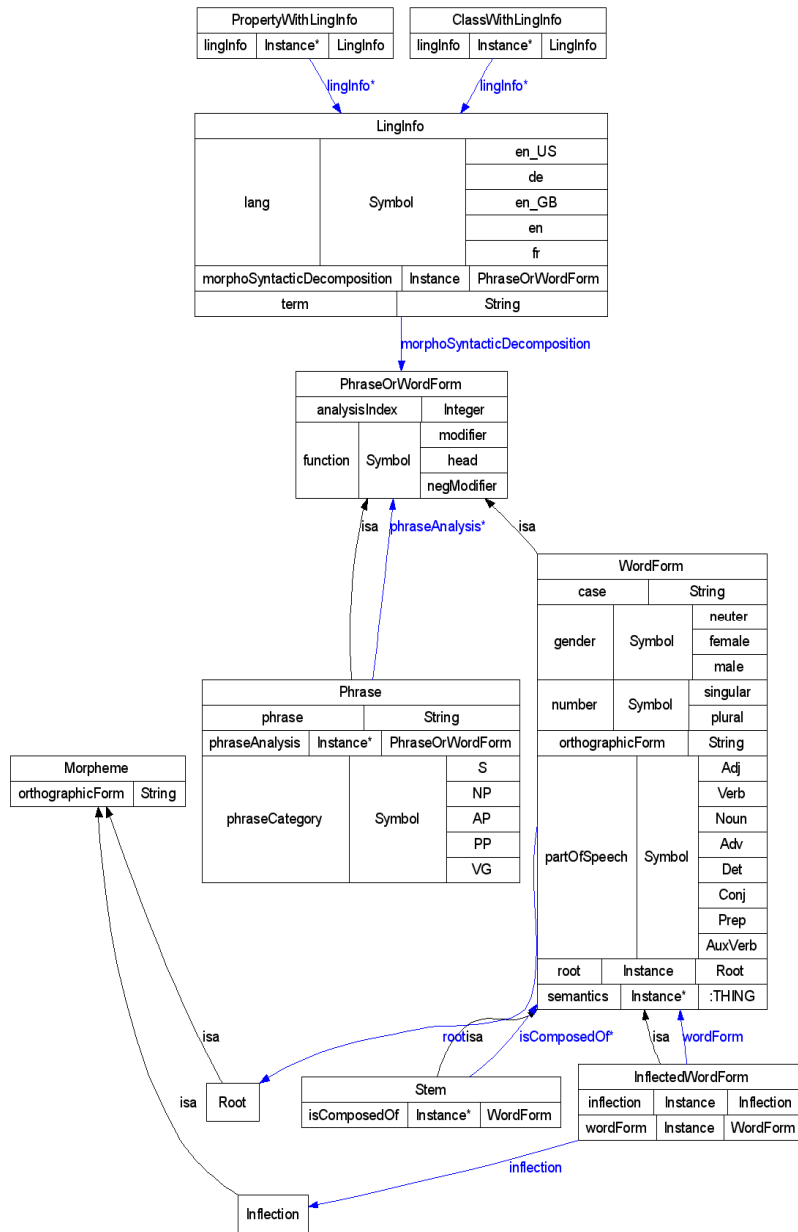 PropertyWithLingInfo
lingInfo Instance* LingInfo
ClassWithLingInfo
lingInfo Instance* LingInfo
lingInfo*
lingInfo*
LingInfo
lang Symbol
en_US
de
en_GB
en
fr
morphoSyntacticDecomposition Instance PhraseOrWordForm
term String
morphoSyntacticDecomposition
PhraseOrWordForm
analysisIndex Integer
function Symbol
modifier
head
negModifier
isa
phraseAnalysis*
isa
WordForm
case String
gender Symbol
neuter
female
male
number Symbol
singular
plural
orthographicForm String
partOfSpeech Symbol
Adj
Verb
Noun
Adv
Det
Conj
Prep
AuxVerb
root Instance Root
semantics Instance* :THING
Phrase
phrase String
phraseAnalysis Instance* PhraseOrWordForm
phraseCategory Symbol
S
NP
AP
PP
VG
Morpheme
orthographicForm String
isa
root
isa
isComposedOf*
isa
wordForm
isa
Root
Stem
isComposedOf Instance* WordForm
InflectedWordForm
inflection Instance Inflection
wordForm Instance WordForm
inflection
Inflection